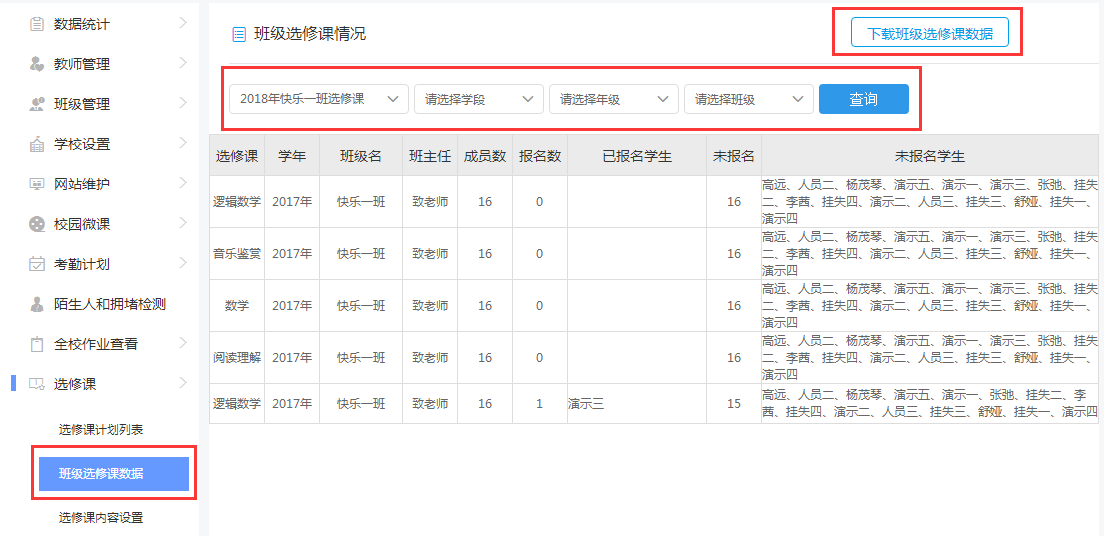 数据统计
教师管理
班级管理
学校设置
网站维护
校园微课
考勤计划
陌生人和拥堵检测
全校作业查看
选修课
选修课计划列表
班级选修课数据
选修课内容设置
班级选修课情况
下载班级选修课数据
2018年快乐一班选修课 请选择学段 请选择年级 请选择班级 查询
选修课 学年 班级名 班主任 成员数 报名数 已报名学生 未报名 未报名学生
逻辑数学 2017年 快乐一班 致老师 16 0 16
高远、人员二、杨茂琴、演示五、演示一、演示三、张弛、挂失
二、李茜、挂失四、演示二、人员三、挂失三、舒娅、挂失一、
演示四
音乐鉴赏 2017年 快乐一班 致老师 16 0 16
高远、人员二、杨茂琴、演示五、演示一、演示三、张弛、挂失
二、李茜、挂失四、演示二、人员三、挂失三、舒娅、挂失一、
演示四
数学 2017年 快乐一班 致老师 16 0 16
高远、人员二、杨茂琴、演示五、演示一、演示三、张弛、挂失
二、李茜、挂失四、演示二、人员三、挂失三、舒娅、挂失一、
演示四
阅读理解 2017年 快乐一班 致老师 16 0 16
高远、人员二、杨茂琴、演示五、演示一、演示三、张弛、挂失
二、李茜、挂失四、演示二、人员三、挂失三、舒娅、挂失一、
演示四
逻辑数学 2017年 快乐一班 致老师 16 1 演示三 15
高远、人员二、杨茂琴、演示五、演示一、张弛、挂失二、李
茜、挂失四、演示二、人员三、挂失三、舒娅、挂失一、演示四